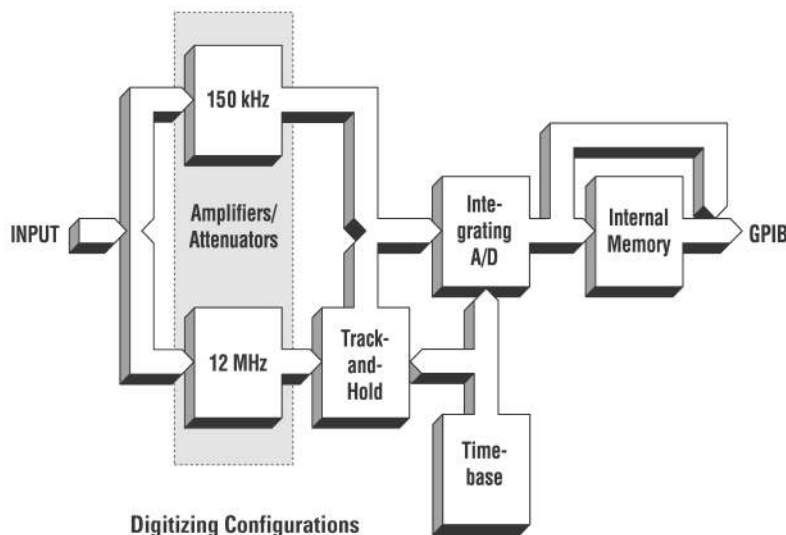 150 kHz
INPUT
Amplifiers/
Attenuators
Inte-
grating
A/D
Internal
Memory
GPIB
12 MHz
Track-
and-
Hold
Time-
base
Digitizing Configurations